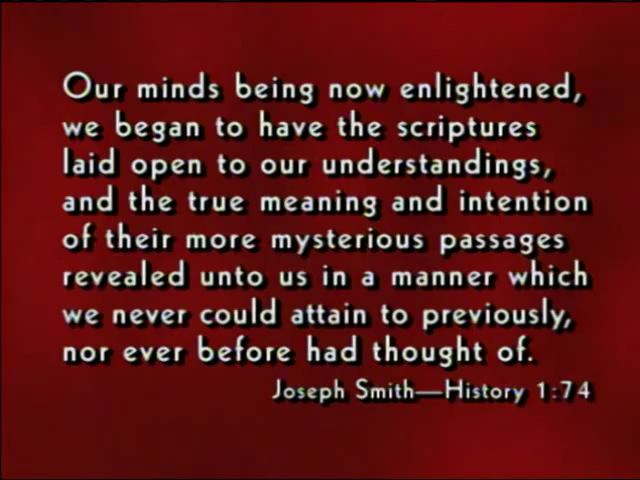 Our minds being now enlightened,
we began to have the scriptures
laid open to our understandings,
and the true meaning and intention
of their more mysterious passages
revealed unto us in a manner which
we never could attain to previously,
nor ever before had thought of.
Joseph Smith—History 1:74